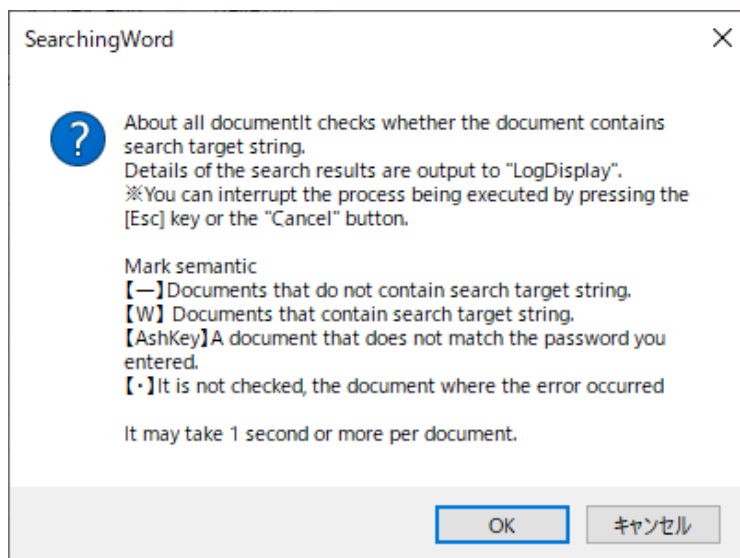 SearchingWord
About all documentIt checks whether the document contains
search target string.
Details of the search results are output to "LogDisplay".
※You can interrupt the process being executed by pressing the
[Esc] key or the "Cancel" button.
Mark semantic
【—】Documents that do not contain search target string.
【W】 Documents that contain search target string.
【AshKey】A document that does not match the password you
entered.
【・】It is not checked, the document where the error occurred
It may take 1 second or more per document.
OK
キャンセル